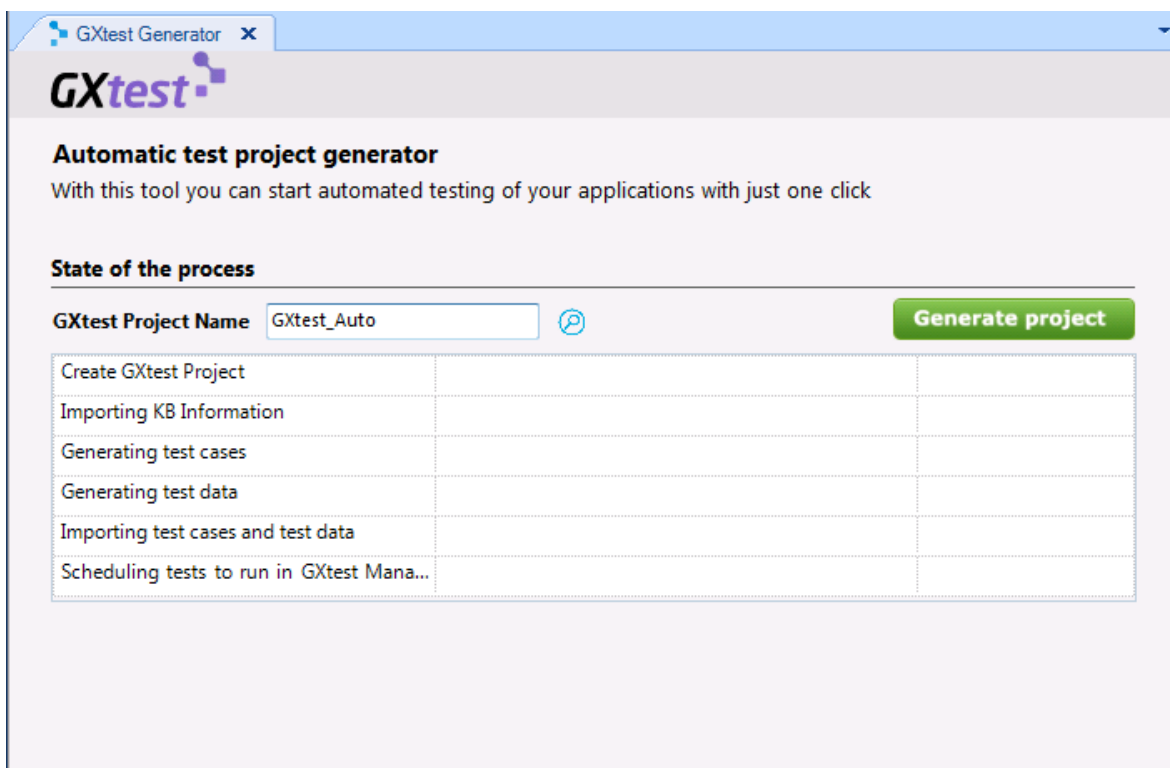 GXtest Generator X
GXtest
Automatic test project generator
With this tool you can start automated testing of your applications with just one click
State of the process
GXtest Project Name GXtest_Auto Generate project
Create GXtest Project
Importing KB Information
Generating test cases
Generating test data
Importing test cases and test data
Scheduling tests to run in GXtest Mana...